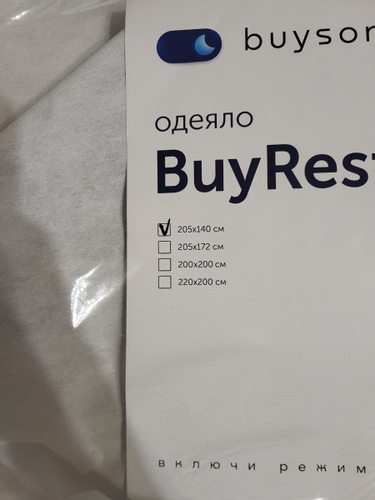 buyson
одеяло
BuyRest
205x140 см
205x172 см
200x200 см
220x200 см
включи режим